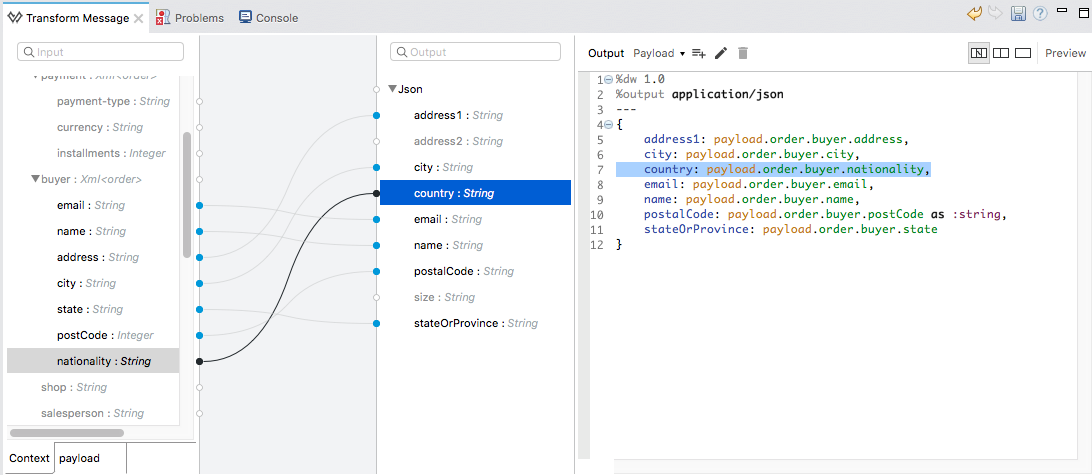 Transform Message
Problems
Console
Input
payment : Xml<order>
payment-type : String
currency : String
installments : Integer
buyer : Xml<order>
email : String
name : String
address : String
city : String
state : String
postCode : Integer
nationality : String
shop : String
salesperson : String
Context
payload
Output
Json
address1 : String
address2 : String
city : String
country : String
email : String
name : String
postalCode : String
size : String
stateOrProvince : String
Output Payload
Preview
1 %dw 1.0
2 %output application/json
3 ---
4 {
5 address1: payload.order.buyer.address,
6 city: payload.order.buyer.city,
7 country: payload.order.buyer.nationality,
8 email: payload.order.buyer.email,
9 name: payload.order.buyer.name,
10 postalCode: payload.order.buyer.postCode as :string,
11 stateOrProvince: payload.order.buyer.state
12 }